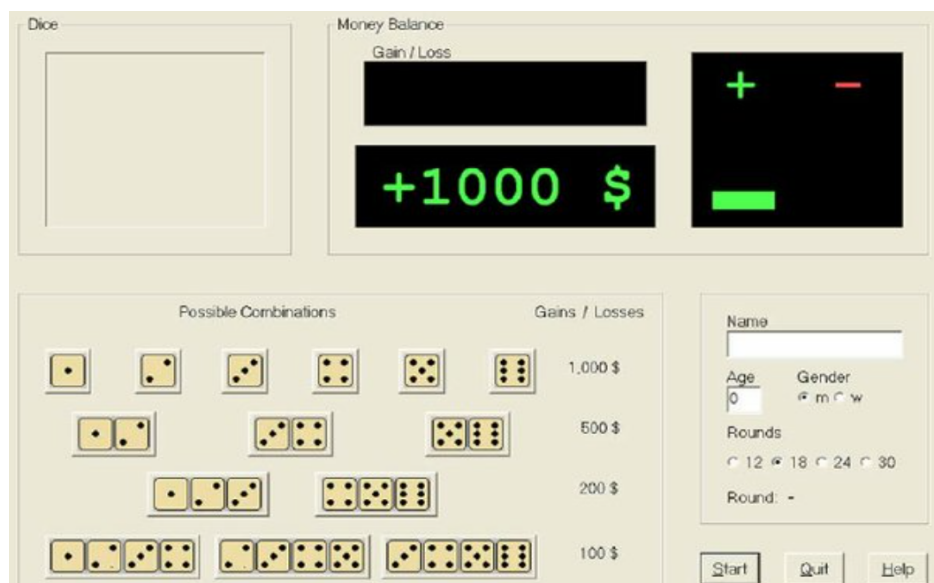 Dice
Money Balance
Gain / Loss
+ −
+1000 $
Possible Combinations Gains / Losses
1,000 $
500 $
200 $
100 $
Name
Age Gender
0 m w
Rounds
12 18 24 30
Round: -
Start Quit Help